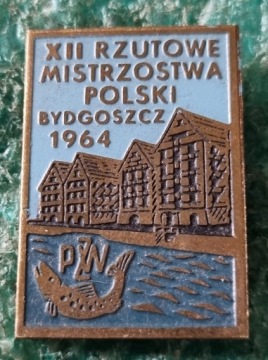 XII RZUTOWE
MISTRZOSTWA
POLSKI
BYDGOSZCZ
1964
PZW